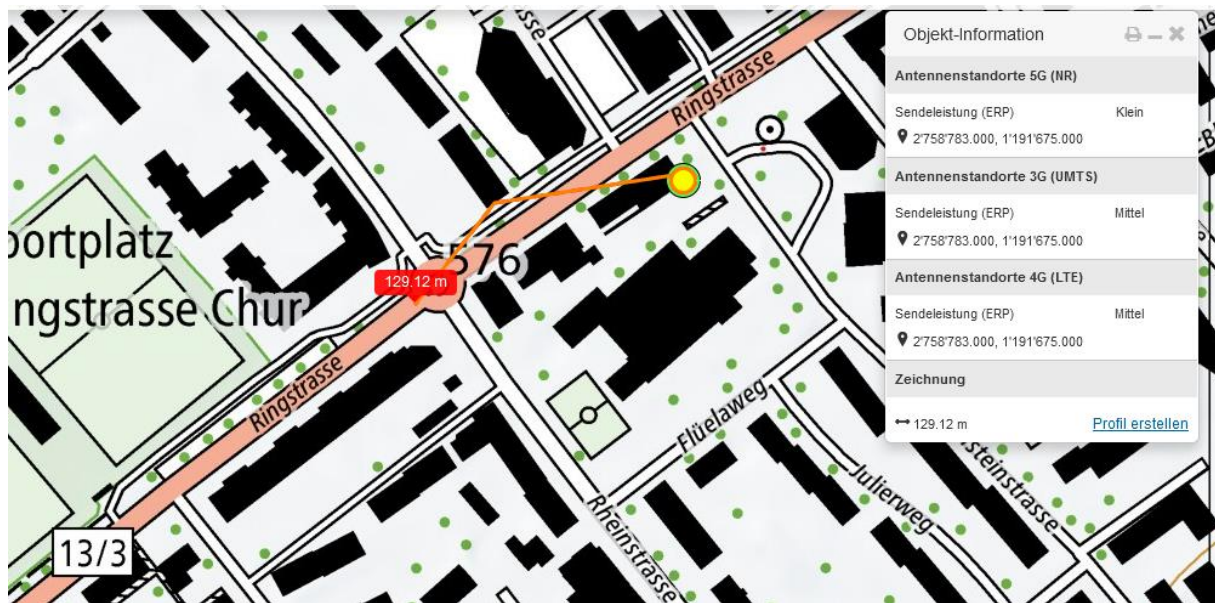 Objekt-Information
Antennenstandorte 5G (NR)
Sendeleistung (ERP) Klein
2'758'783.000, 1'191'675.000
Antennenstandorte 3G (UMTS)
Sendeleistung (ERP) Mittel
2'758'783.000, 1'191'675.000
Antennenstandorte 4G (LTE)
Sendeleistung (ERP) Mittel
2'758'783.000, 1'191'675.000
Zeichnung
129.12 m Profil erstellen
Ringstrasse
576
129.12 m
portplatz
ngstrasse Chur
Ringstrasse
Flüelaweg
Julierweg
Rheinstrasse
nsteinstrasse
13/3